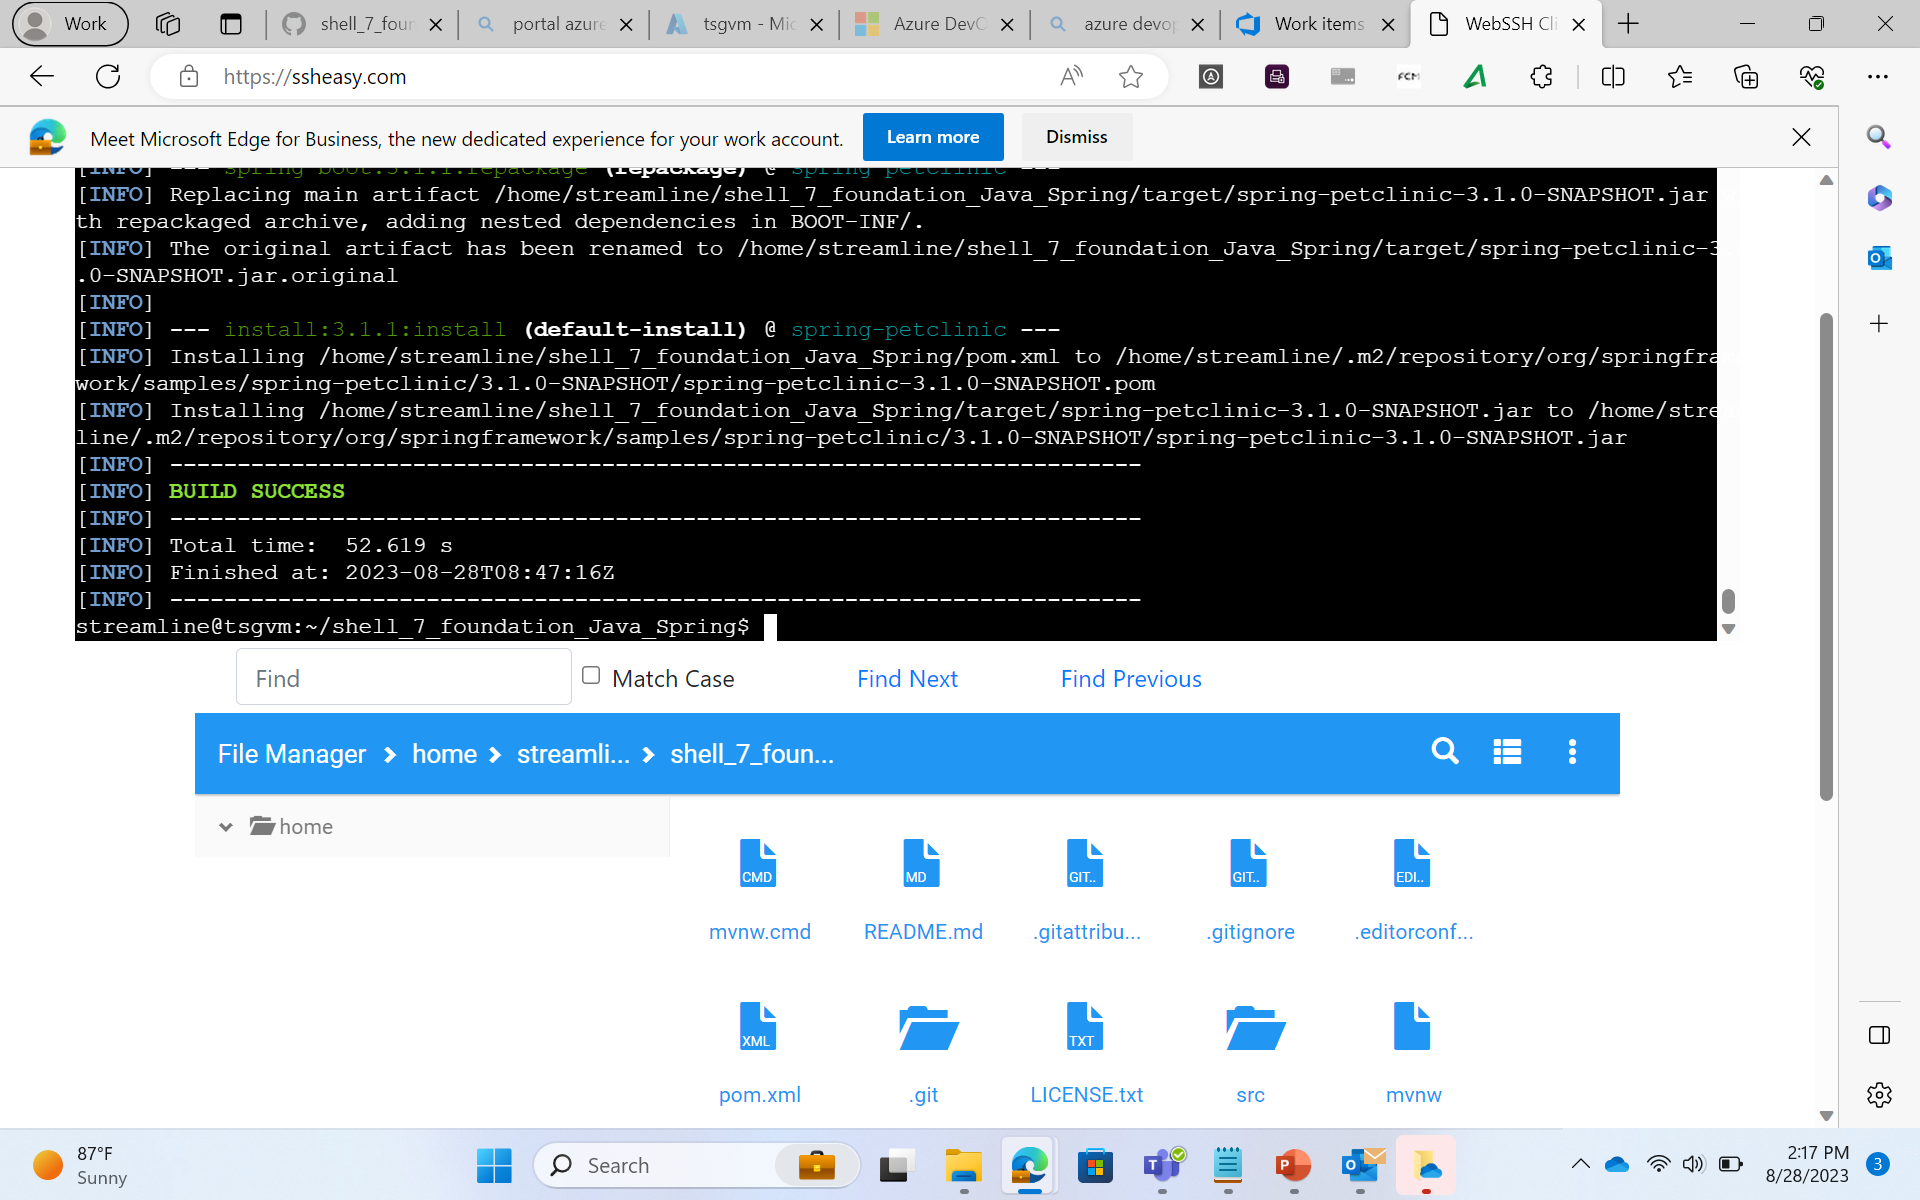 Work
shell_7_four
portal azure
tsgvm - Mic
Azure DevO
azure devop
Work items
WebSSH Cli
https://ssheasy.com
FCM
Meet Microsoft Edge for Business, the new dedicated experience for your work account.
Learn more
Dismiss
[INFO] --- spring-boot:3.1.1:repackage (repackage) @ spring-petclinic ---
[INFO] Replacing main artifact /home/streamline/shell_7_foundation_Java_Spring/target/spring-petclinic-3.1.0-SNAPSHOT.jar
th repackaged archive, adding nested dependencies in BOOT-INF/.
[INFO] The original artifact has been renamed to /home/streamline/shell_7_foundation_Java_Spring/target/spring-petclinic-3
.0-SNAPSHOT.jar.original
[INFO]
[INFO] --- install:3.1.1:install (default-install) @ spring-petclinic ---
[INFO] Installing /home/streamline/shell_7_foundation_Java_Spring/pom.xml to /home/streamline/.m2/repository/org/springfra
work/samples/spring-petclinic/3.1.0-SNAPSHOT/spring-petclinic-3.1.0-SNAPSHOT.pom
[INFO] Installing /home/streamline/shell_7_foundation_Java_Spring/target/spring-petclinic-3.1.0-SNAPSHOT.jar to /home/stre
line/.m2/repository/org/springframework/samples/spring-petclinic/3.1.0-SNAPSHOT/spring-petclinic-3.1.0-SNAPSHOT.jar
[INFO] ------------------------------------------------------------------------
[INFO] BUILD SUCCESS
[INFO] ------------------------------------------------------------------------
[INFO] Total time:  52.619 s
[INFO] Finished at: 2023-08-28T08:47:16Z
[INFO] ------------------------------------------------------------------------
streamline@tsgvm:~/shell_7_foundation_Java_Spring$
Find
Match Case
Find Next
Find Previous
File Manager
home
streamli...
shell_7_foun...
home
CMD
MD
GIT..
GIT..
EDI..
mvnw.cmd
README.md
.gitattribu...
.gitignore
.editorconf...
XML
TXT
pom.xml
.git
LICENSE.txt
src
mvnw
87°F
Sunny
Search
2:17 PM
8/28/2023
3